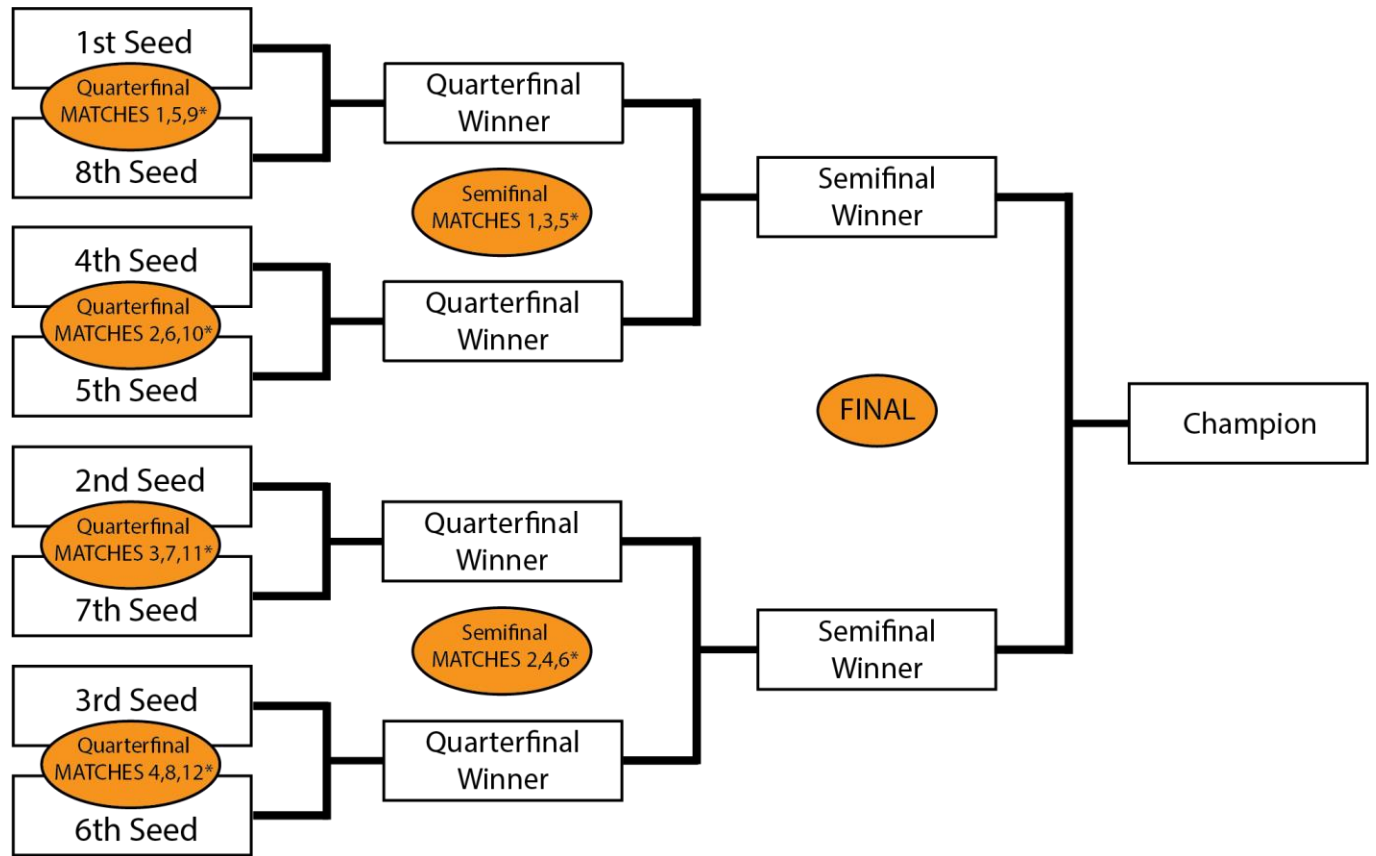 1st Seed
Quarterfinal
MATCHES 1,5,9*
8th Seed
4th Seed
Quarterfinal
MATCHES 2,6,10*
5th Seed
2nd Seed
Quarterfinal
MATCHES 3,7,11*
7th Seed
3rd Seed
Quarterfinal
MATCHES 4,8,12*
6th Seed
Quarterfinal
Winner
Semifinal
MATCHES 1,3,5*
Quarterfinal
Winner
Quarterfinal
Winner
Semifinal
MATCHES 2,4,6*
Quarterfinal
Winner
Semifinal
Winner
FINAL
Semifinal
Winner
Champion